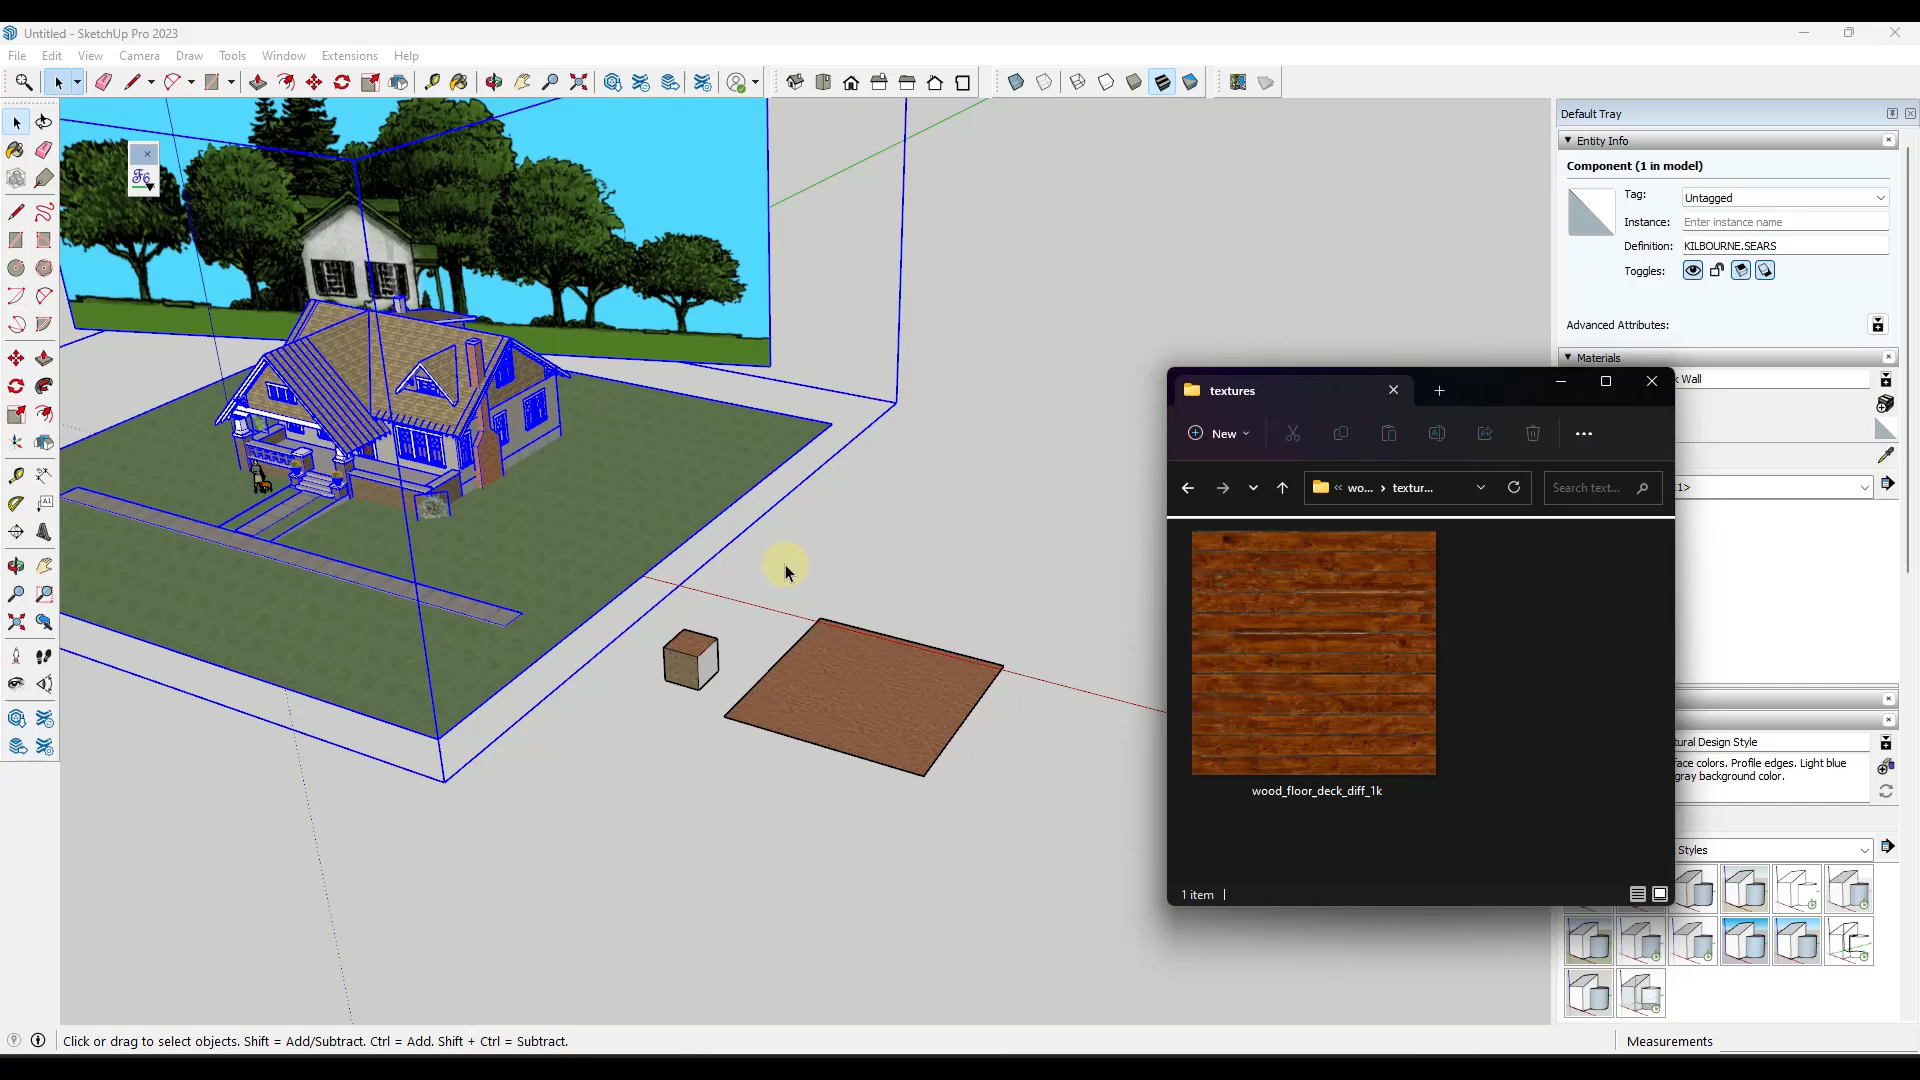 Untitled - SketchUp Pro 2023
File Edit View Camera Draw Tools Window Extensions Help
Default Tray
Entity Info
Component (1 in model)
Tag: Untagged
Instance: Enter instance name
Definition: KILBOURNE.SEARS
Toggles:
Advanced Attributes:
Materials
Wall
1>
textures
New
wo... textur...
Search text...
wood_floor_deck_diff_1k
1 item
tural Design Style
face colors. Profile edges. Light blue
gray background color.
Styles
Click or drag to select objects. Shift = Add/Subtract. Ctrl = Add. Shift + Ctrl = Subtract.
Measurements